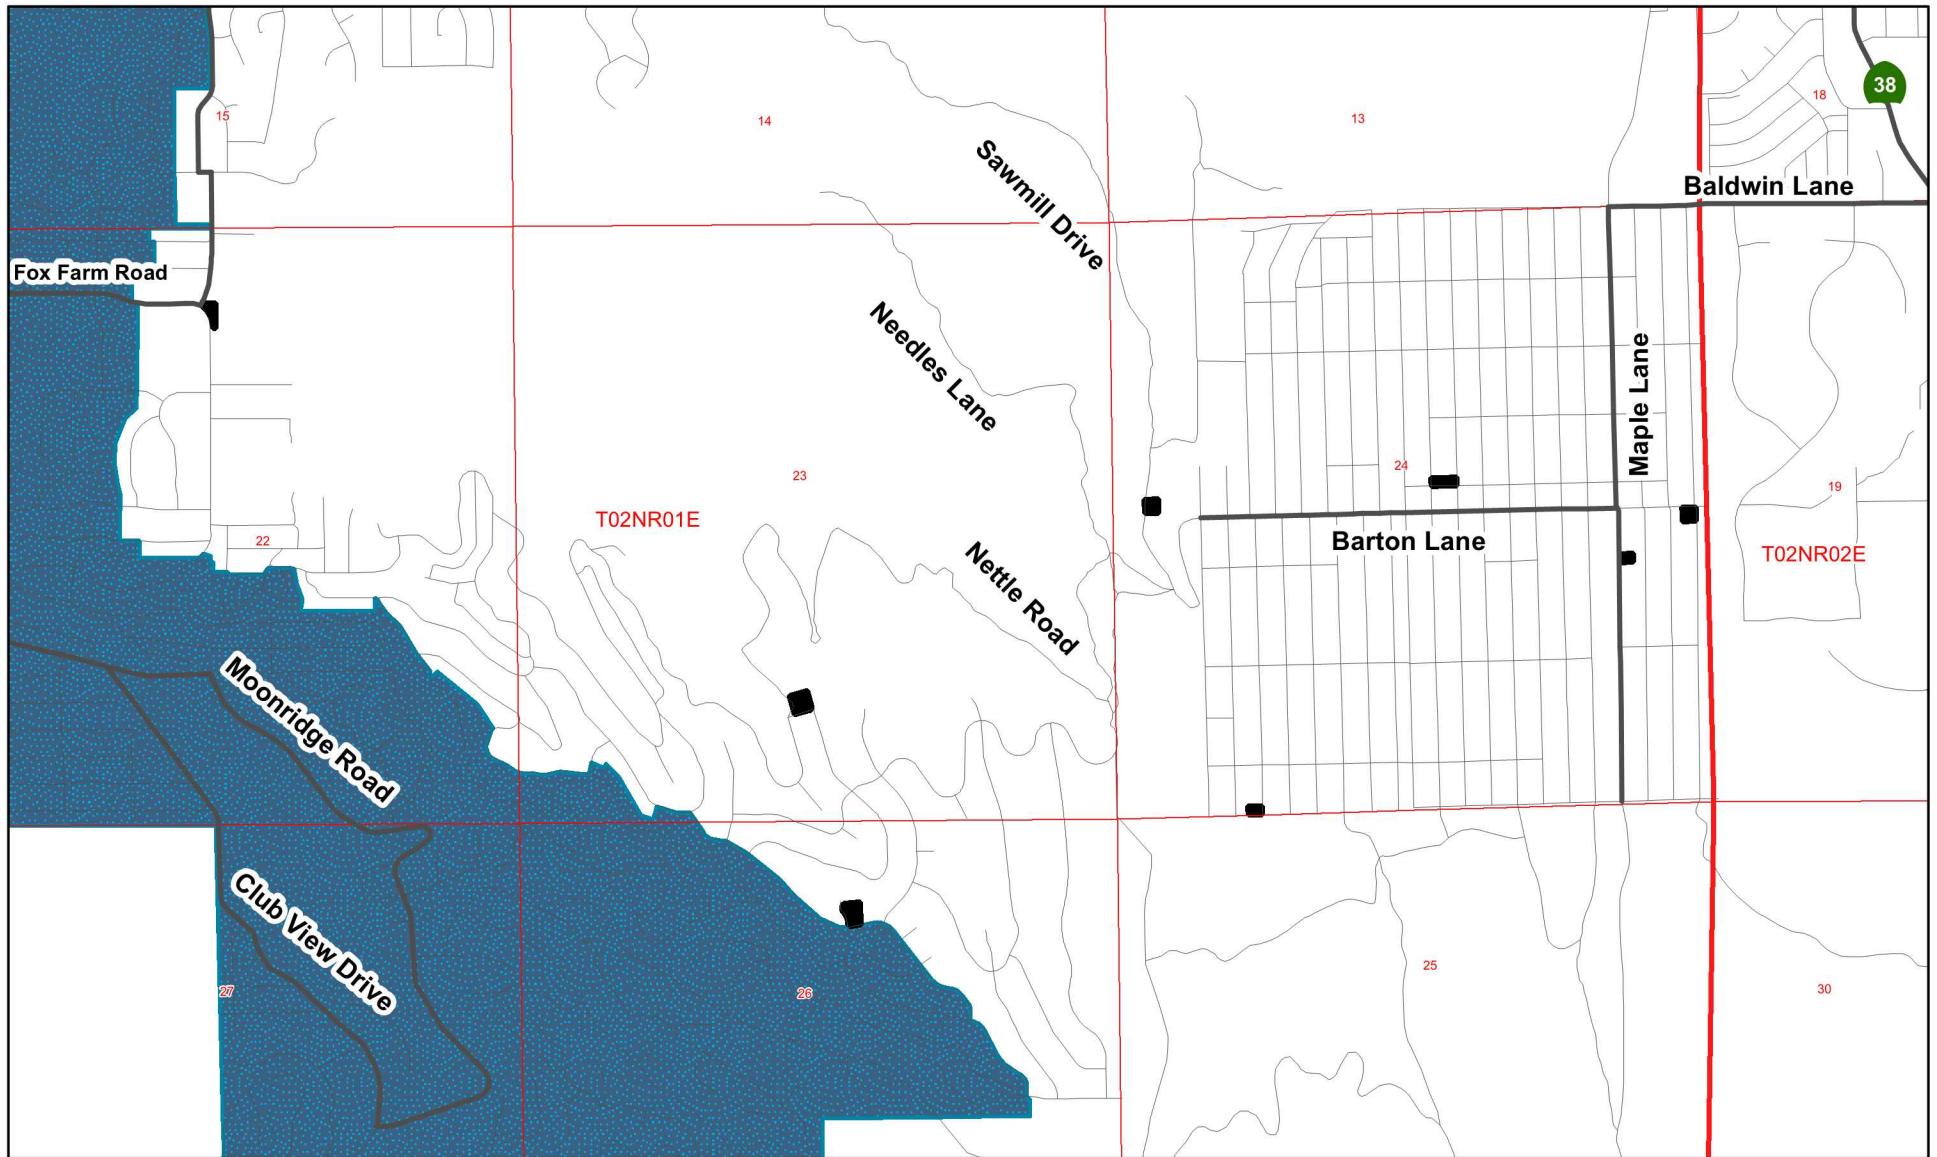 38
18
15
14
13
Baldwin Lane
Sawmill Drive
Fox Farm Road
Needles Lane
Maple Lane
24
23
19
T02NR01E
22
Barton Lane
T02NR02E
Nettle Road
Moonridge Road
Club View Drive
27
26
25
30